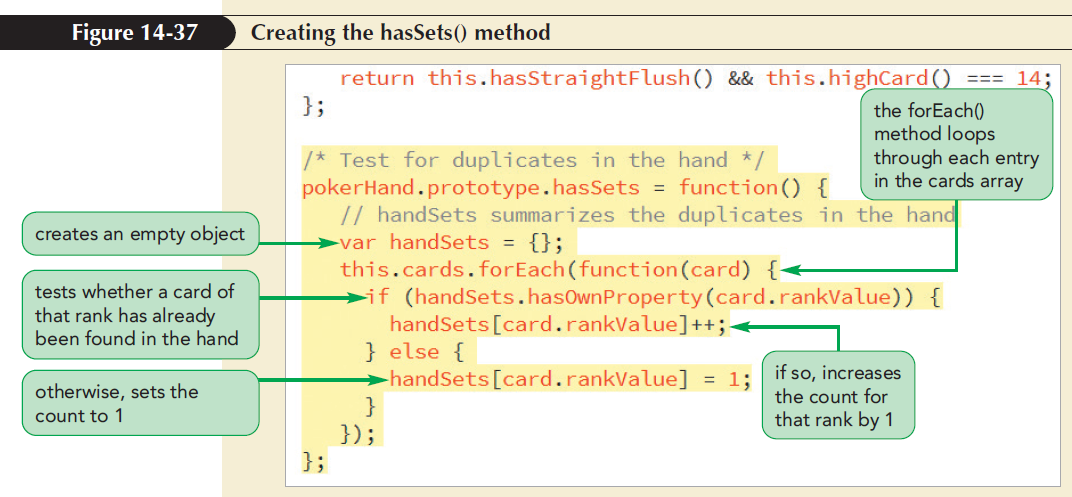 Figure 14-37 Creating the hasSets() method
return this.hasStraightFlush() && this.highCard() === 14;
};
the forEach()
method loops
through each entry
in the cards array
/* Test for duplicates in the hand */
pokerHand.prototype.hasSets = function() {
// handSets summarizes the duplicates in the hand
creates an empty object
var handSets = {};
this.cards.forEach(function(card) {
tests whether a card of
that rank has already
been found in the hand
if (handSets.hasOwnProperty(card.rankValue)) {
handSets[card.rankValue]++;
} else {
if so, increases
the count for
that rank by 1
otherwise, sets the
count to 1
handSets[card.rankValue] = 1;
}
});
};